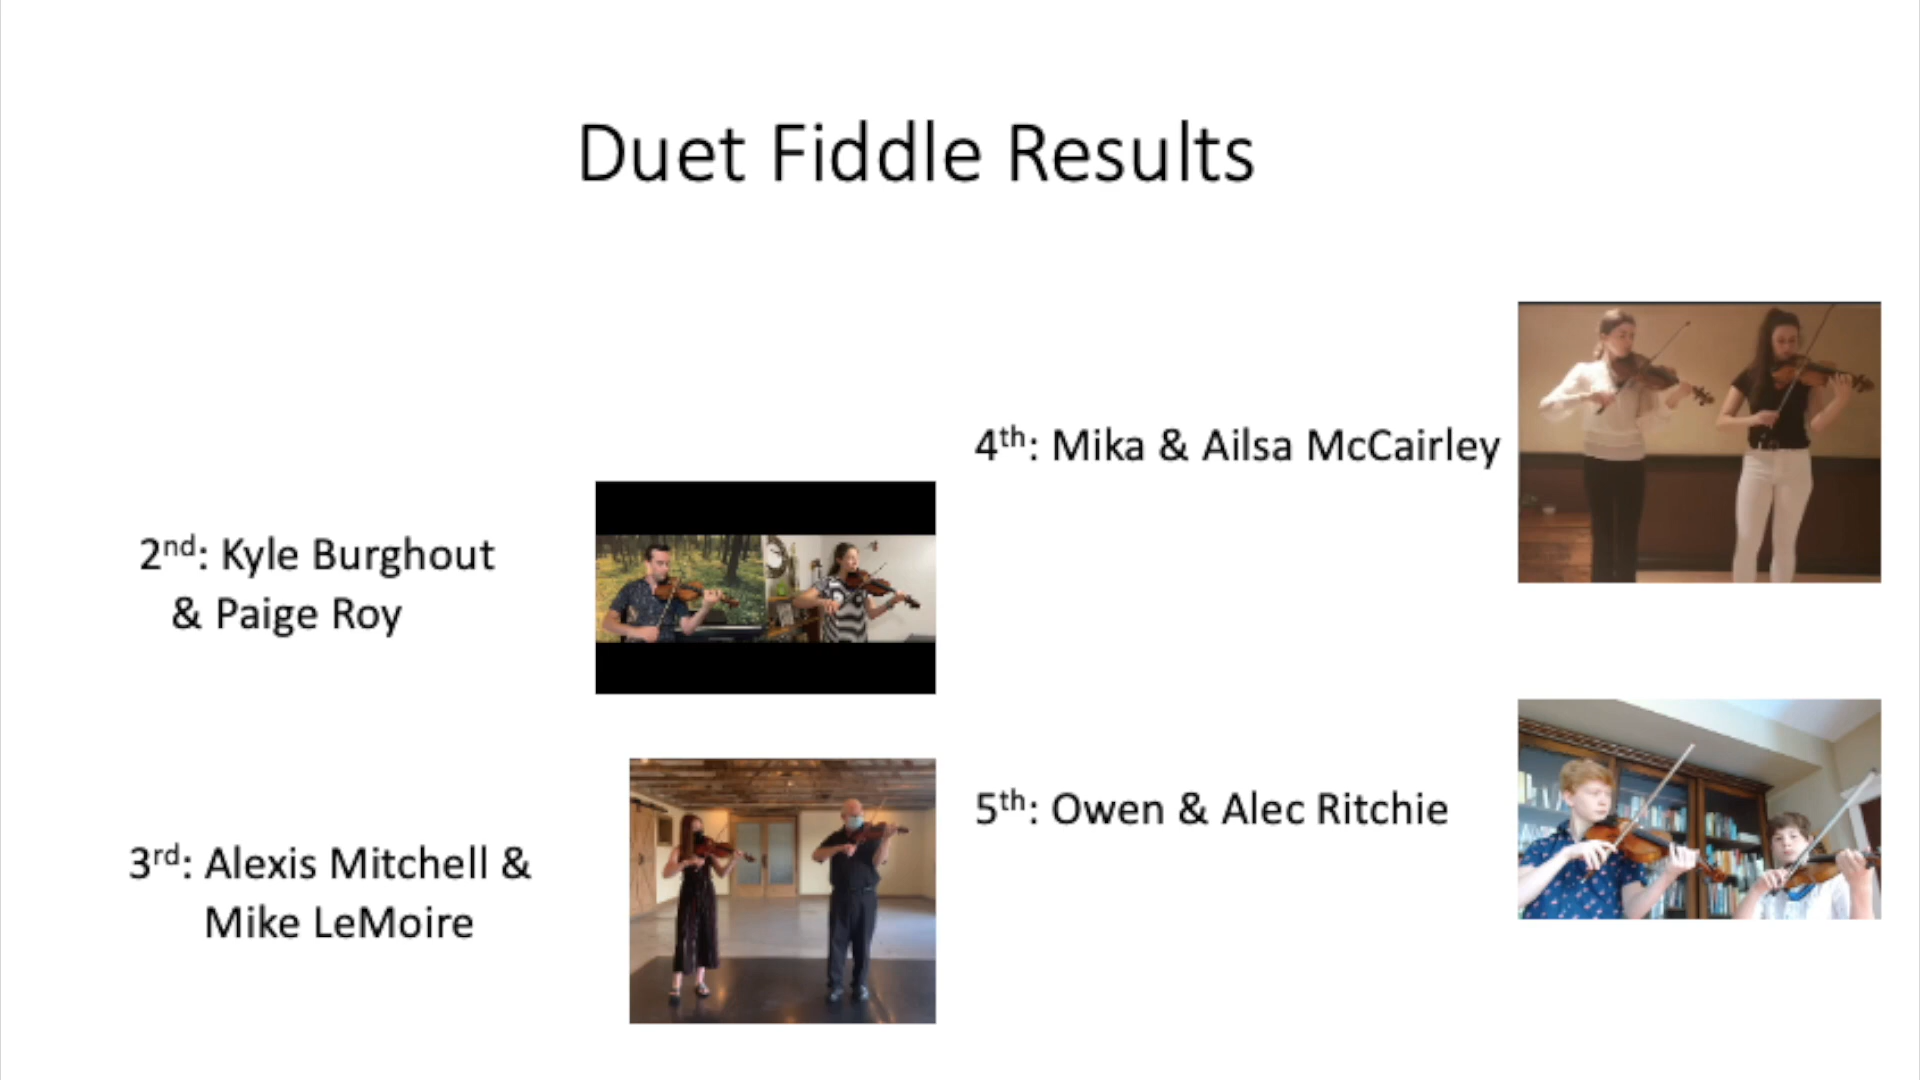 Duet Fiddle Results
2nd: Kyle Burghout
& Paige Roy
3rd: Alexis Mitchell &
Mike LeMoire
4th: Mika & Ailsa McCairley
5th: Owen & Alec Ritchie